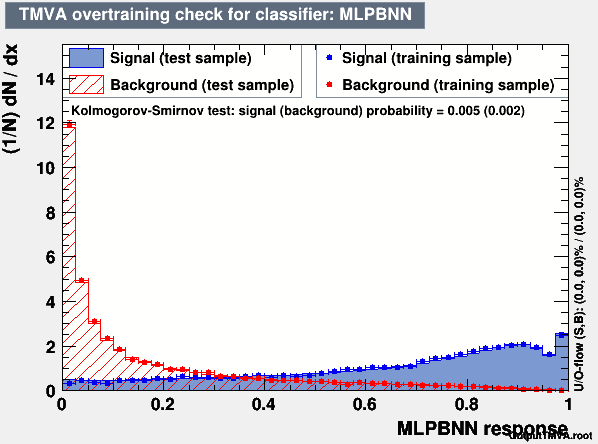 TMVA overtraining check for classifier: MLPBNN
Signal (test sample)
Background (test sample)
Signal (training sample)
Background (training sample)
Kolmogorov-Smirnov test: signal (background) probability = 0.005 (0.002)
(1/N) dN / dx
14
12
10
8
6
4
2
0
0 0.2 0.4 0.6 0.8 1
MLPBNN response
U/O-flow (S,B): (0.0, 0.0)% / (0.0, 0.0)%